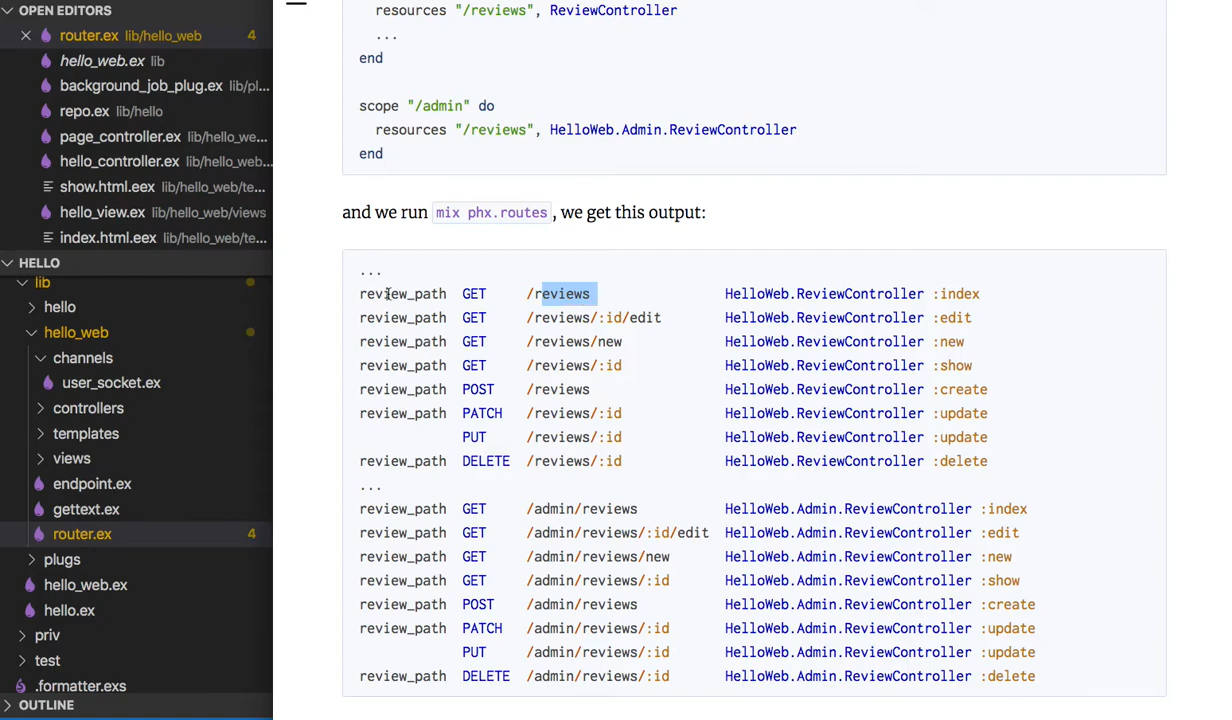 OPEN EDITORS
router.ex lib/hello_web 4
hello_web.ex lib
background_job_plug.ex lib/pl...
repo.ex lib/hello
page_controller.ex lib/hello_we...
hello_controller.ex lib/hello_web...
show.html.eex lib/hello_web/te...
hello_view.ex lib/hello_web/views
index.html.eex lib/hello_web/te...
HELLO
lib
hello
hello_web
channels
user_socket.ex
controllers
templates
views
endpoint.ex
gettext.ex
router.ex 4
plugs
hello_web.ex
hello.ex
priv
test
.formatter.exs
OUTLINE
resources "/reviews", ReviewController
...
end
scope "/admin" do
resources "/reviews", HelloWeb.Admin.ReviewController
end
and we run mix phx.routes, we get this output:
...
review_path GET /reviews HelloWeb.ReviewController :index
review_path GET /reviews/:id/edit HelloWeb.ReviewController :edit
review_path GET /reviews/new HelloWeb.ReviewController :new
review_path GET /reviews/:id HelloWeb.ReviewController :show
review_path POST /reviews HelloWeb.ReviewController :create
review_path PATCH /reviews/:id HelloWeb.ReviewController :update
PUT /reviews/:id HelloWeb.ReviewController :update
review_path DELETE /reviews/:id HelloWeb.ReviewController :delete
...
review_path GET /admin/reviews HelloWeb.Admin.ReviewController :index
review_path GET /admin/reviews/:id/edit HelloWeb.Admin.ReviewController :edit
review_path GET /admin/reviews/new HelloWeb.Admin.ReviewController :new
review_path GET /admin/reviews/:id HelloWeb.Admin.ReviewController :show
review_path POST /admin/reviews HelloWeb.Admin.ReviewController :create
review_path PATCH /admin/reviews/:id HelloWeb.Admin.ReviewController :update
PUT /admin/reviews/:id HelloWeb.Admin.ReviewController :update
review_path DELETE /admin/reviews/:id HelloWeb.Admin.ReviewController :delete